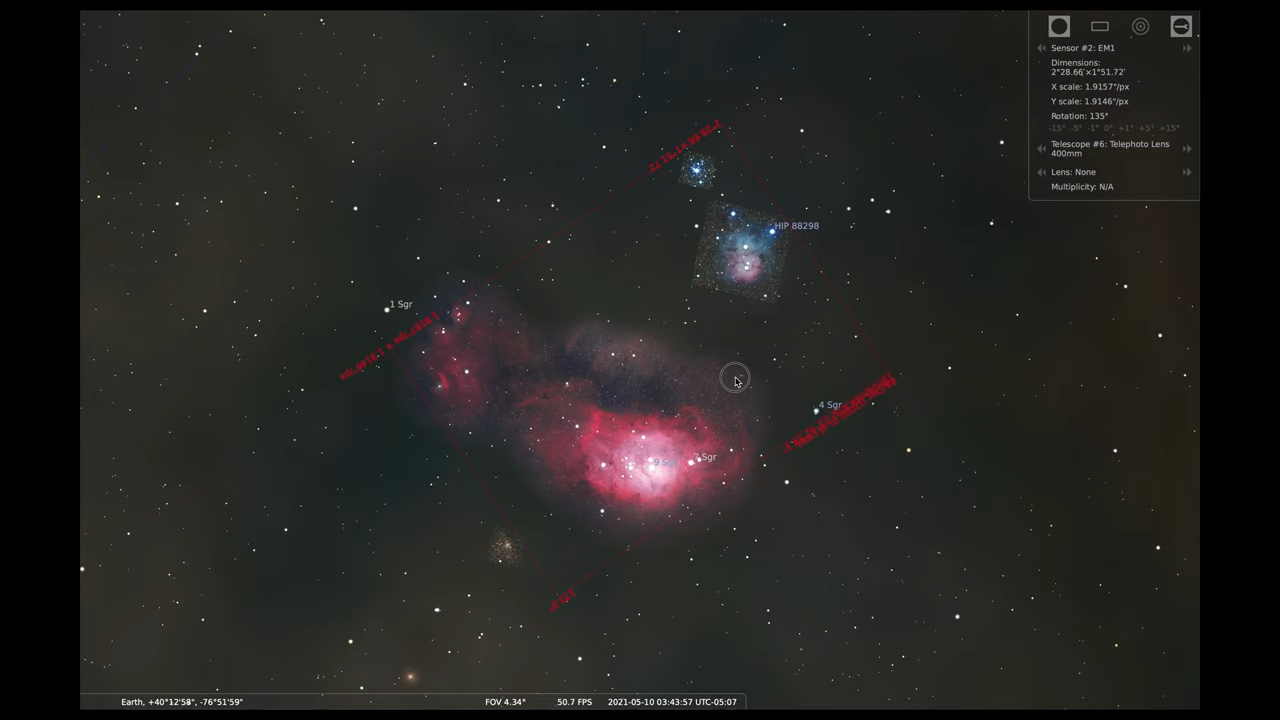 Sensor #2: EM1
Dimensions:
2°28.66'×1°51.72'
X scale: 1.9157"/px
Y scale: 1.9146"/px
Rotation: 135°
-15° -5° -1° 0° +1° +5° +15°
Telescope #6: Telephoto Lens
400mm
Lens: None
Multiplicity: N/A
HIP 88298
1 Sgr
4 Sgr
7 Sgr
Earth, +40°12'58", -76°51'59"
FOV 4.34°
50.7 FPS
2021-05-10 03:43:57 UTC-05:07